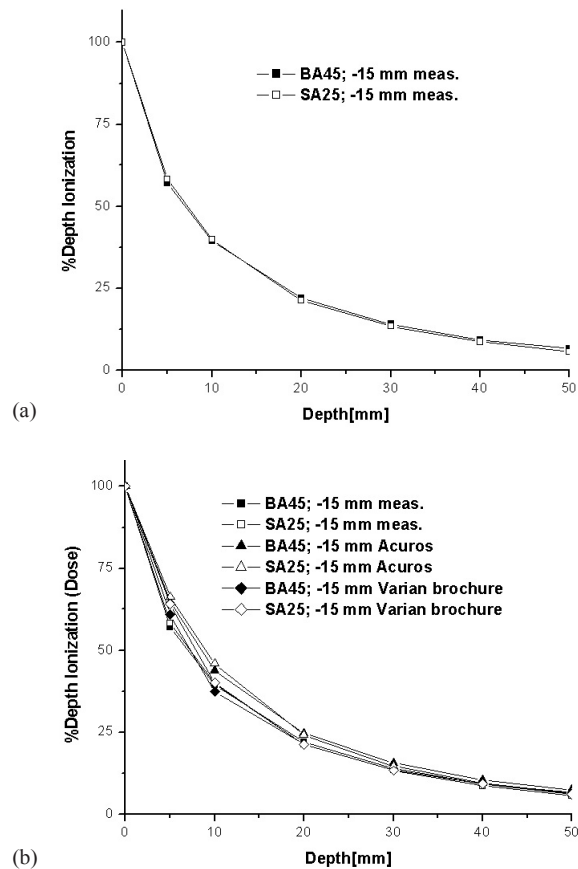 100
75
50
25
0
%Depth Ionization
BA45; -15 mm meas.
SA25; -15 mm meas.
0 10 20 30 40 50
Depth[mm]
(a)
100
75
50
25
0
%Depth Ionization (Dose)
BA45; -15 mm meas.
SA25; -15 mm meas.
BA45; -15 mm Acuros
SA25; -15 mm Acuros
BA45; -15 mm Varian brochure
SA25; -15 mm Varian brochure
0 10 20 30 40 50
Depth[mm]
(b)